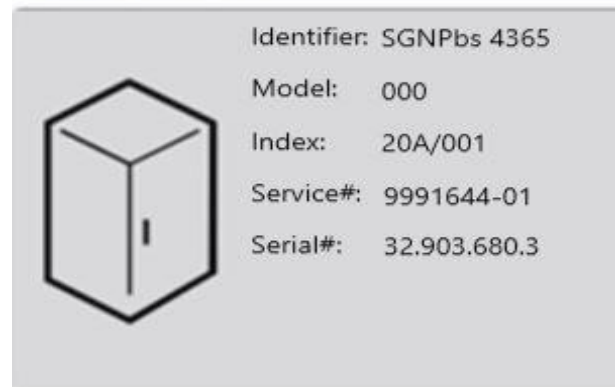 Identifier: SGNPbs 4365
Model: 000
Index: 20A/001
Service#: 9991644-01
Serial#: 32.903.680.3